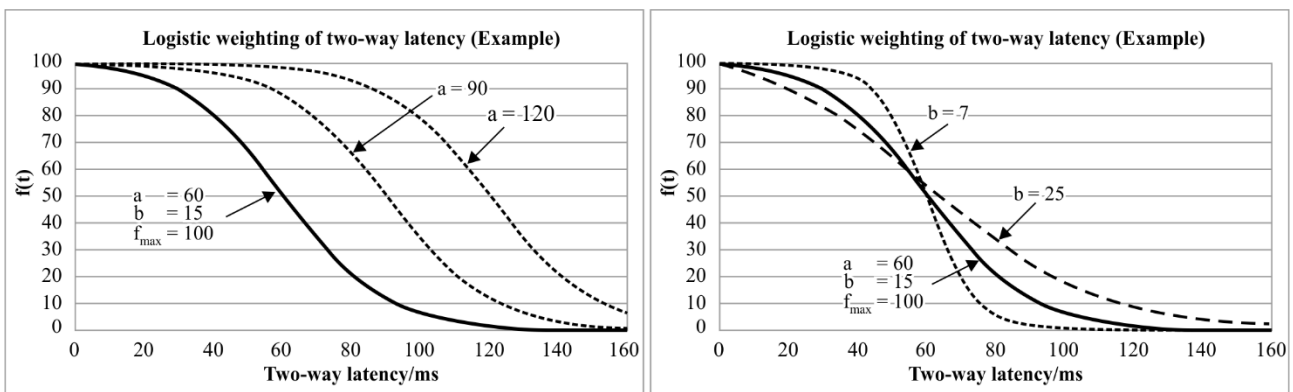 Logistic weighting of two-way latency (Example)
100
90
80
70
60
50
40
30
20
10
0
f(t)
a = 90
a = 120
a = 60
b = 15
fmax = 100
0 20 40 60 80 100 120 140 160
Two-way latency/ms
Logistic weighting of two-way latency (Example)
100
90
80
70
60
50
40
30
20
10
0
f(t)
b = 7
b = 25
a = 60
b = 15
fmax = 100
0 20 40 60 80 100 120 140 160
Two-way latency/ms